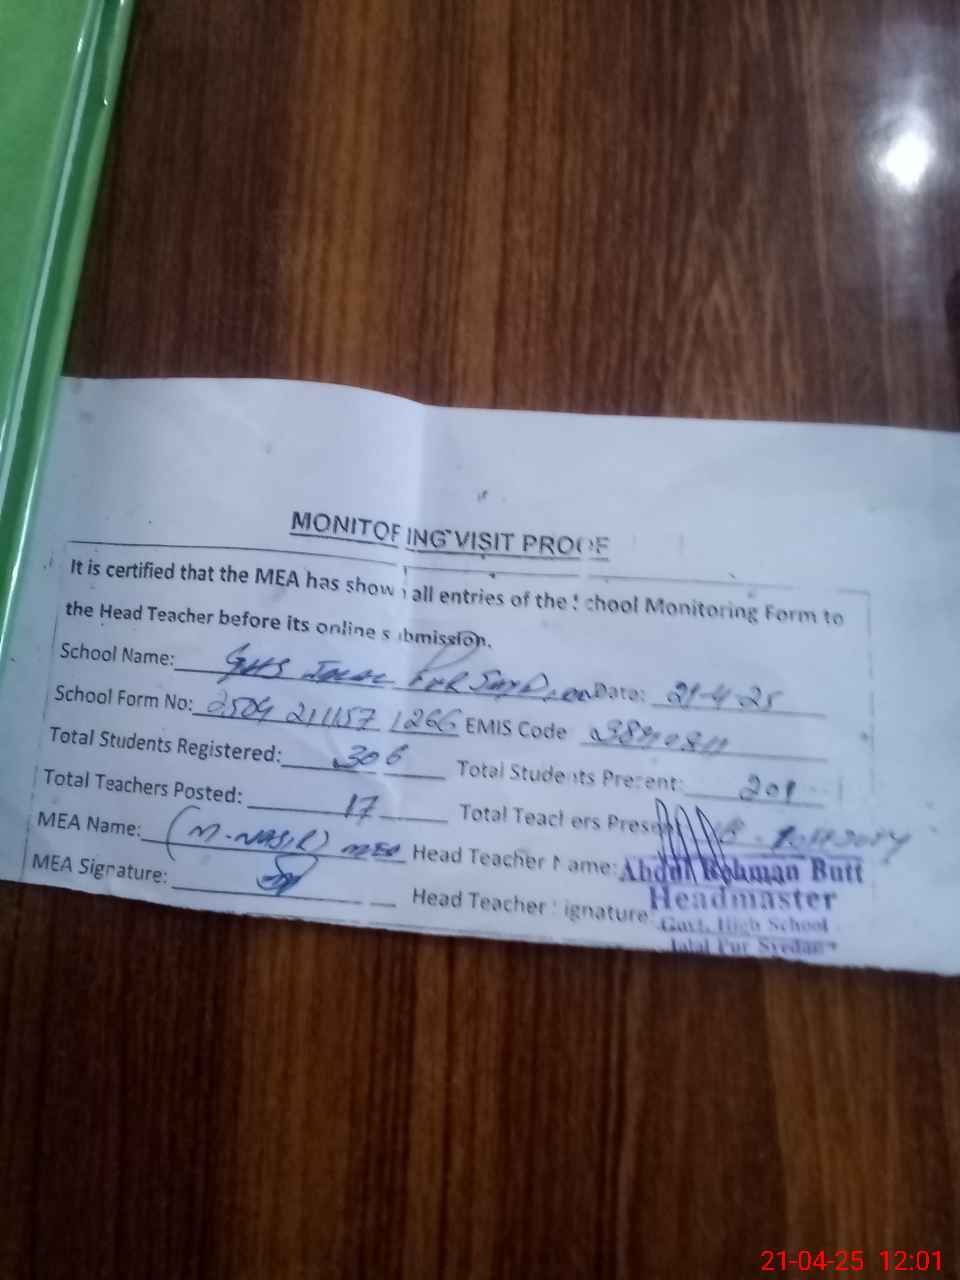 MONITORING VISIT PROOF
It is certified that the MEA has shown all entries of the School Monitoring Form to
the Head Teacher before its online submission.
School Name: GHS Jalal Pur Syedan Date: 21-4-25
School Form No: 2504 211157 1266 EMIS Code
Total Students Registered: 306 Total Students Present: 201
Total Teachers Posted: 17 Total Teachers Present
MEA Name: (M-NASIR) MEA Head Teacher Name: Abdul Rehman Butt
Headmaster
MEA Signature: Head Teacher Signature
Govt. High School
Jalal Pur Syedan
21-04-25 12:01